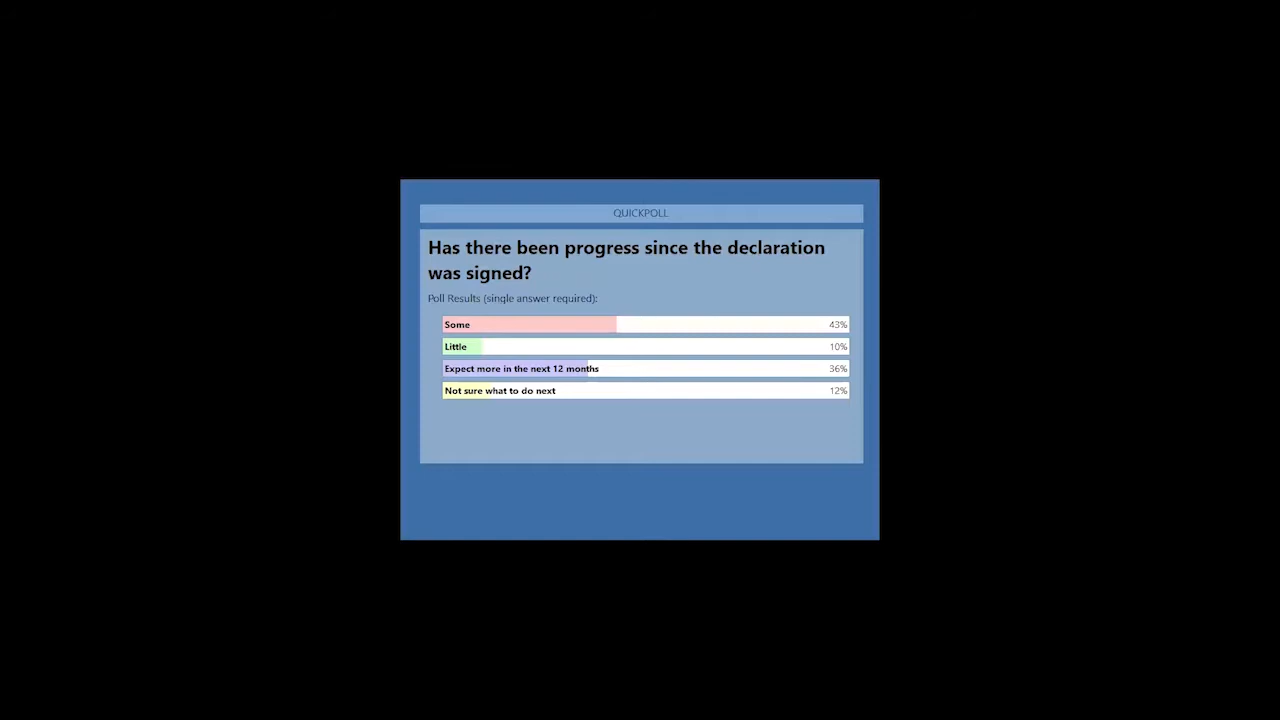 QUICKPOLL
Has there been progress since the declaration
was signed?
Poll Results (single answer required):
Some 43%
Little 10%
Expect more in the next 12 months 36%
Not sure what to do next 12%